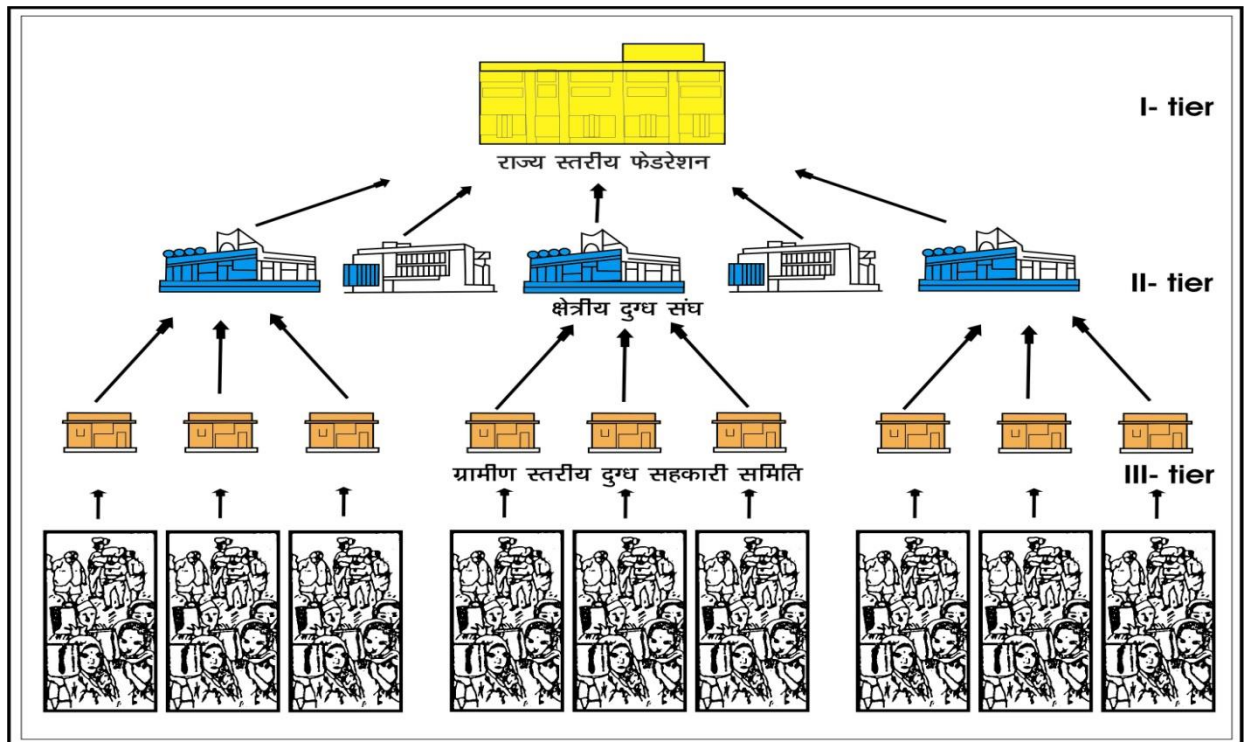 I- tier
राज्य स्तरीय फेडरेशन
II- tier
क्षेत्रीय दुग्ध संघ
ग्रामीण स्तरीय दुग्ध सहकारी समिति
III- tier